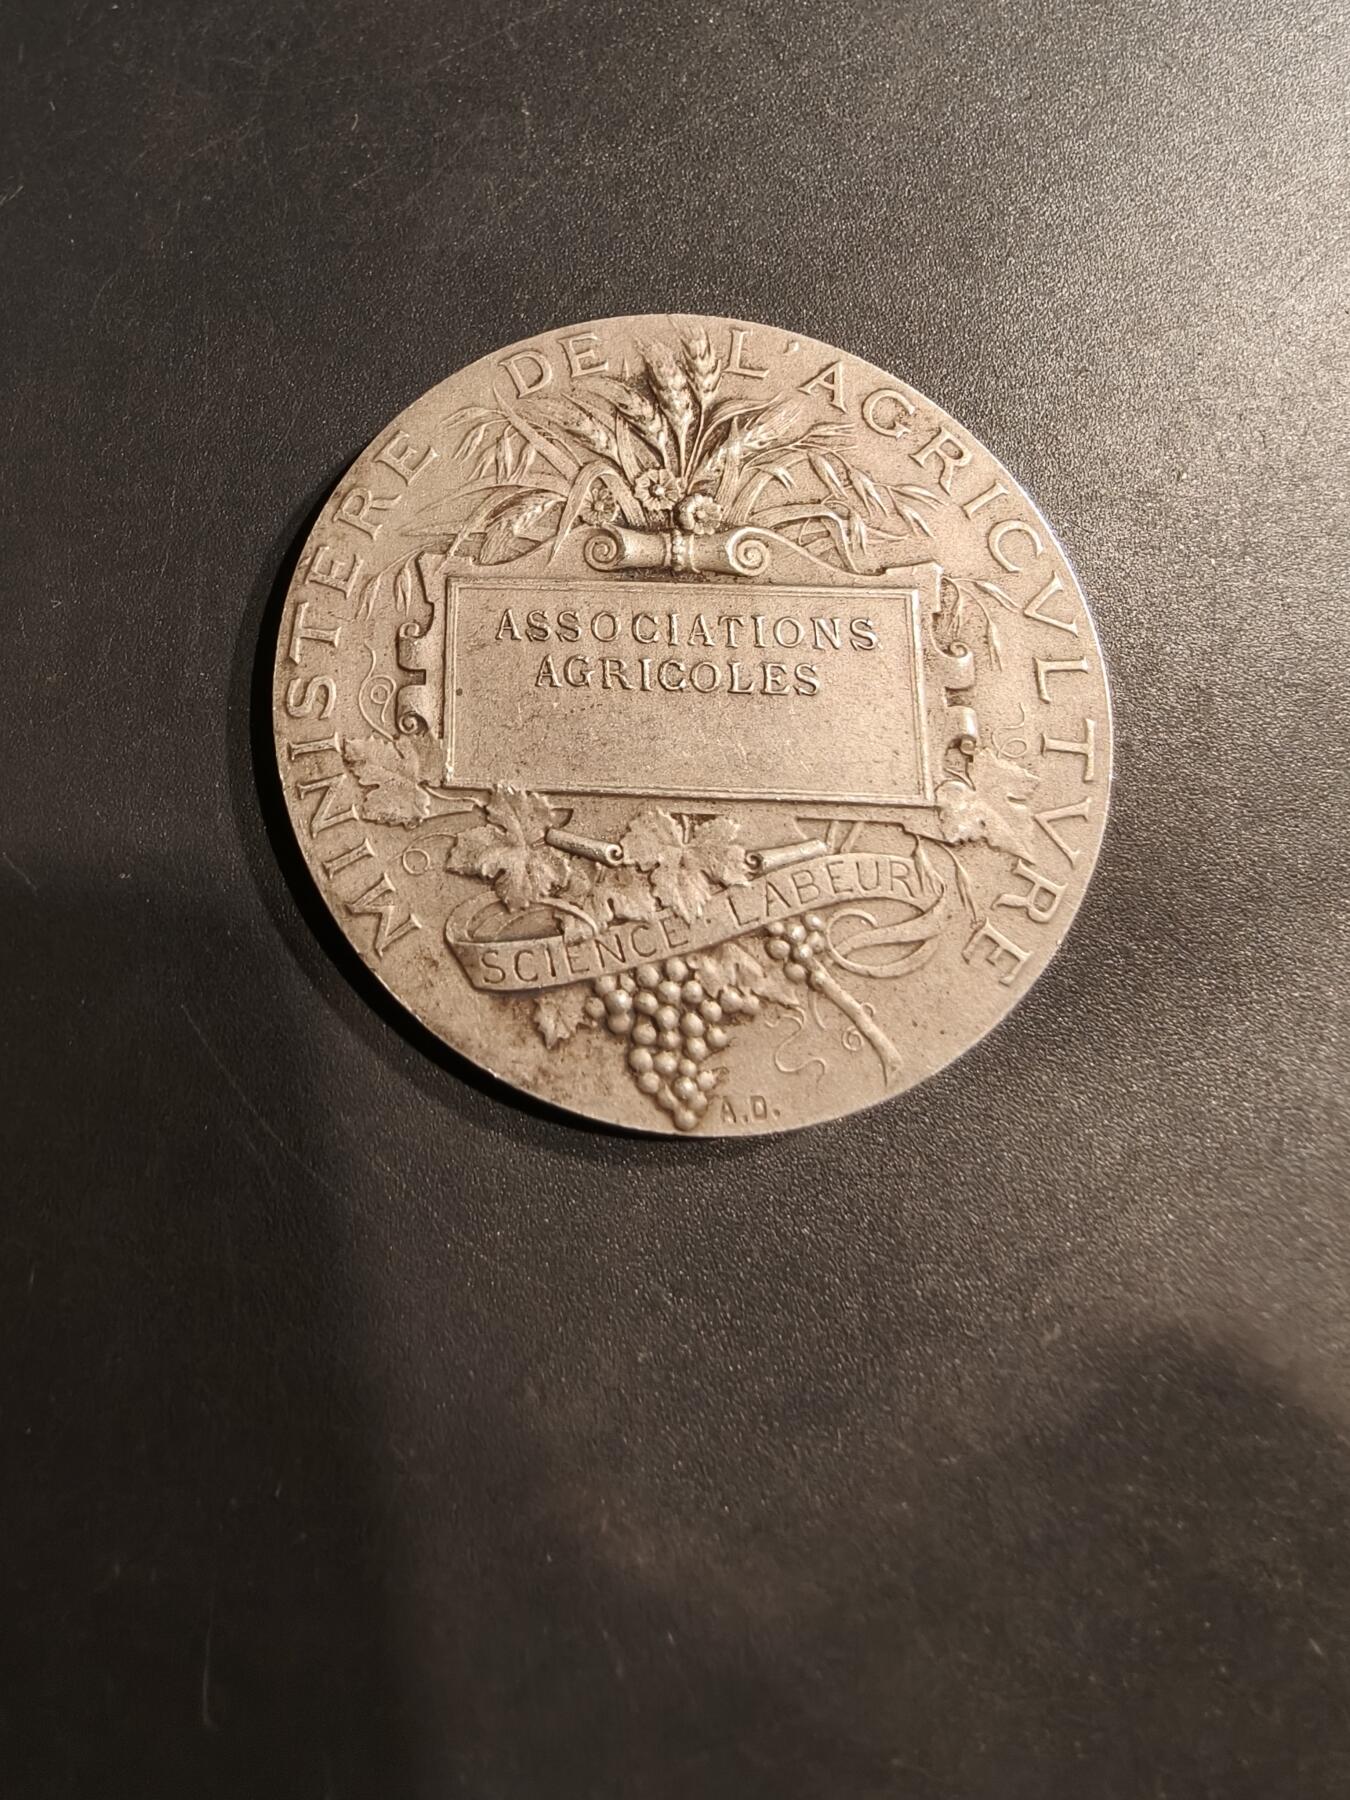 MINISTERE DE L'AGRICVLTVRE
ASSOCIATIONS
AGRICOLES
SCIENCE - LABEUR
A.D.